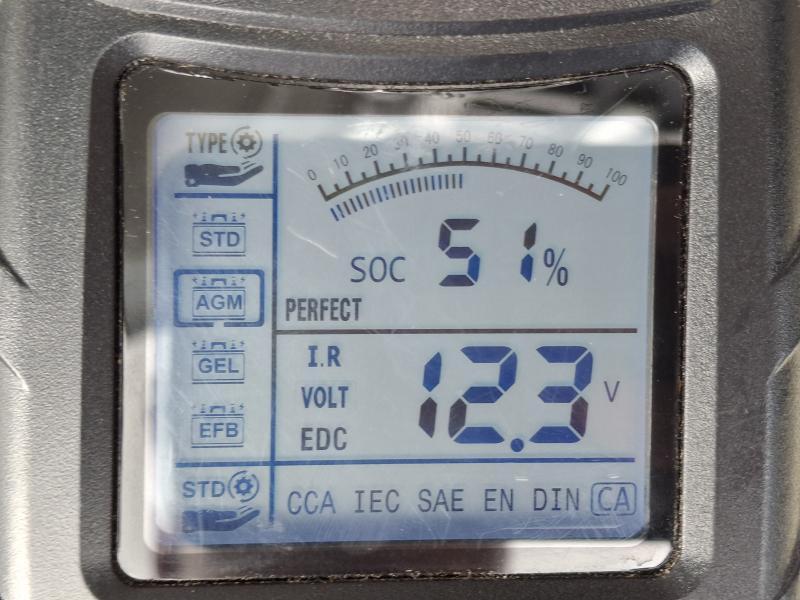 TYPE
0 10 20 30 40 50 60 70 80 90 100
STD
SOC 51%
AGM
PERFECT
GEL
I.R
VOLT
12.3 V
EFB
EDC
STD
CCA IEC SAE EN DIN CA